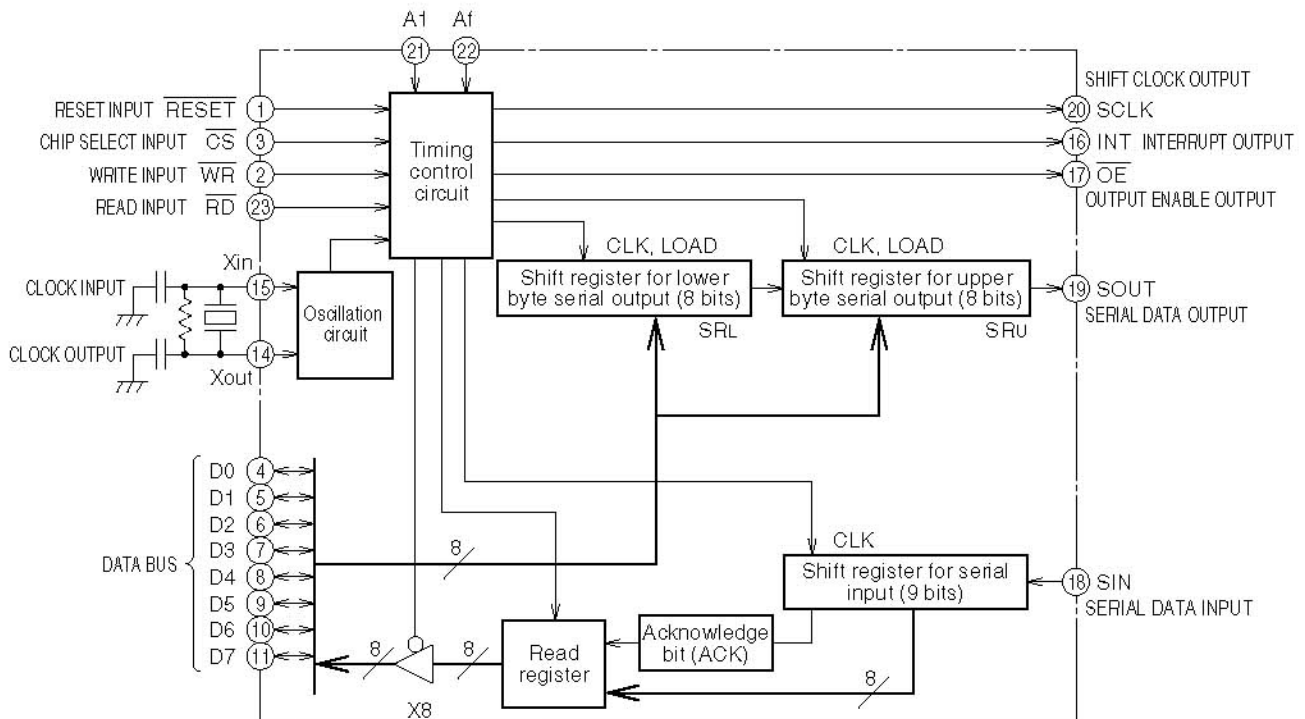 A1
Af
21
22
SHIFT CLOCK OUTPUT
RESET INPUT RESET 1
20 SCLK
CHIP SELECT INPUT CS 3
16 INT INTERRUPT OUTPUT
WRITE INPUT WR 2
17 OE
OUTPUT ENABLE OUTPUT
READ INPUT RD 23
Timing
control
circuit
CLK, LOAD
CLK, LOAD
Xin
CLOCK INPUT
15
Oscillation
circuit
CLOCK OUTPUT
14
Xout
Shift register for lower
byte serial output (8 bits)
SRL
Shift register for upper
byte serial output (8 bits)
SRU
19 SOUT
SERIAL DATA OUTPUT
DATA BUS
D0 4
D1 5
D2 6
D3 7
D4 8
D5 9
D6 10
D7 11
8
CLK
Shift register for serial
input (9 bits)
18 SIN
SERIAL DATA INPUT
Acknowledge
bit (ACK)
Read
register
8
8
8
X8